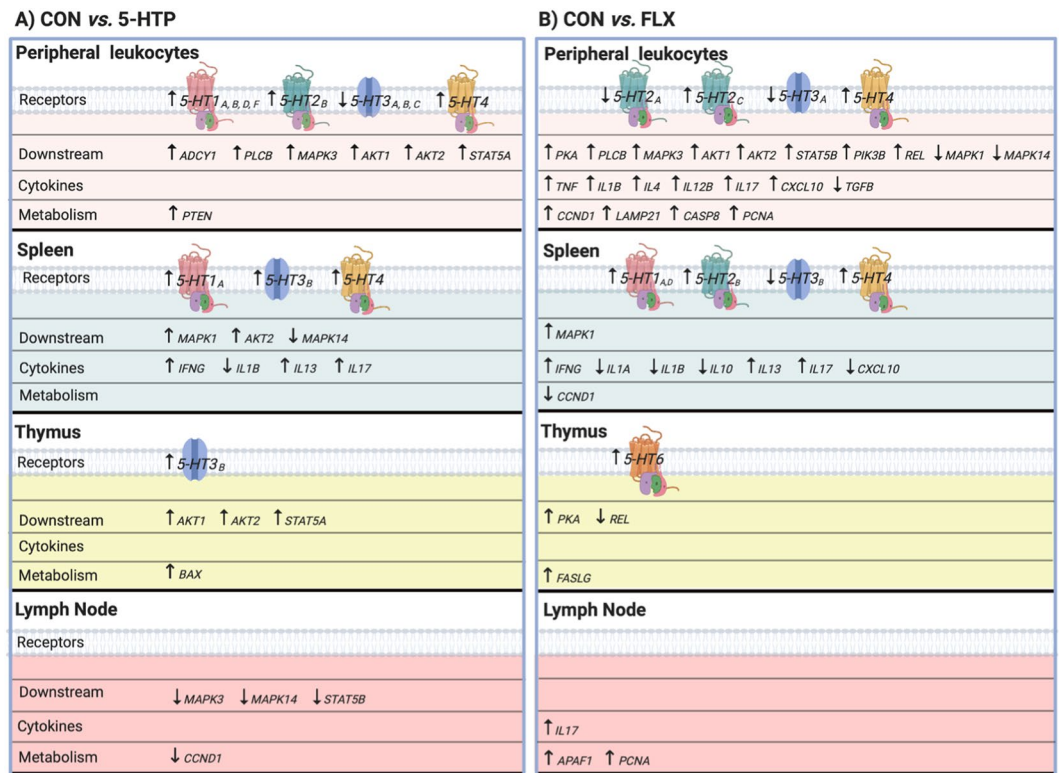 A) CON vs. 5-HTP
Peripheral leukocytes
Receptors ↑ 5-HT1A, B, D, F ↑ 5-HT2B ↓ 5-HT3A, B, C ↑ 5-HT4
Downstream ↑ ADCY1 ↑ PLCB ↑ MAPK3 ↑ AKT1 ↑ AKT2 ↑ STAT5A
Cytokines
Metabolism ↑ PTEN
Spleen
Receptors ↑ 5-HT1A ↑ 5-HT3B ↑ 5-HT4
Downstream ↑ MAPK1 ↑ AKT2 ↓ MAPK14
Cytokines ↑ IFNG ↓ IL1B ↑ IL13 ↑ IL17
Metabolism
Thymus
Receptors ↑ 5-HT3B
Downstream ↑ AKT1 ↑ AKT2 ↑ STAT5A
Cytokines
Metabolism ↑ BAX
Lymph Node
Receptors
Downstream ↓ MAPK3 ↓ MAPK14 ↓ STAT5B
Cytokines
Metabolism ↓ CCND1
B) CON vs. FLX
Peripheral leukocytes
↓ 5-HT2A ↑ 5-HT2C ↓ 5-HT3A ↑ 5-HT4
↑ PKA ↑ PLCB ↑ MAPK3 ↑ AKT1 ↑ AKT2 ↑ STAT5B ↑ PIK3B ↑ REL ↓ MAPK1 ↓ MAPK14
↑ TNF ↑ IL1B ↑ IL4 ↑ IL12B ↑ IL17 ↑ CXCL10 ↓ TGFB
↑ CCND1 ↑ LAMP21 ↑ CASP8 ↑ PCNA
Spleen
↑ 5-HT1A,D ↑ 5-HT2B ↓ 5-HT3B ↑ 5-HT4
↑ MAPK1
↑ IFNG ↓ IL1A ↓ IL1B ↓ IL10 ↑ IL13 ↑ IL17 ↓ CXCL10
↓ CCND1
Thymus
↑ 5-HT6
↑ PKA ↓ REL
↑ FASLG
Lymph Node
↑ IL17
↑ APAF1 ↑ PCNA